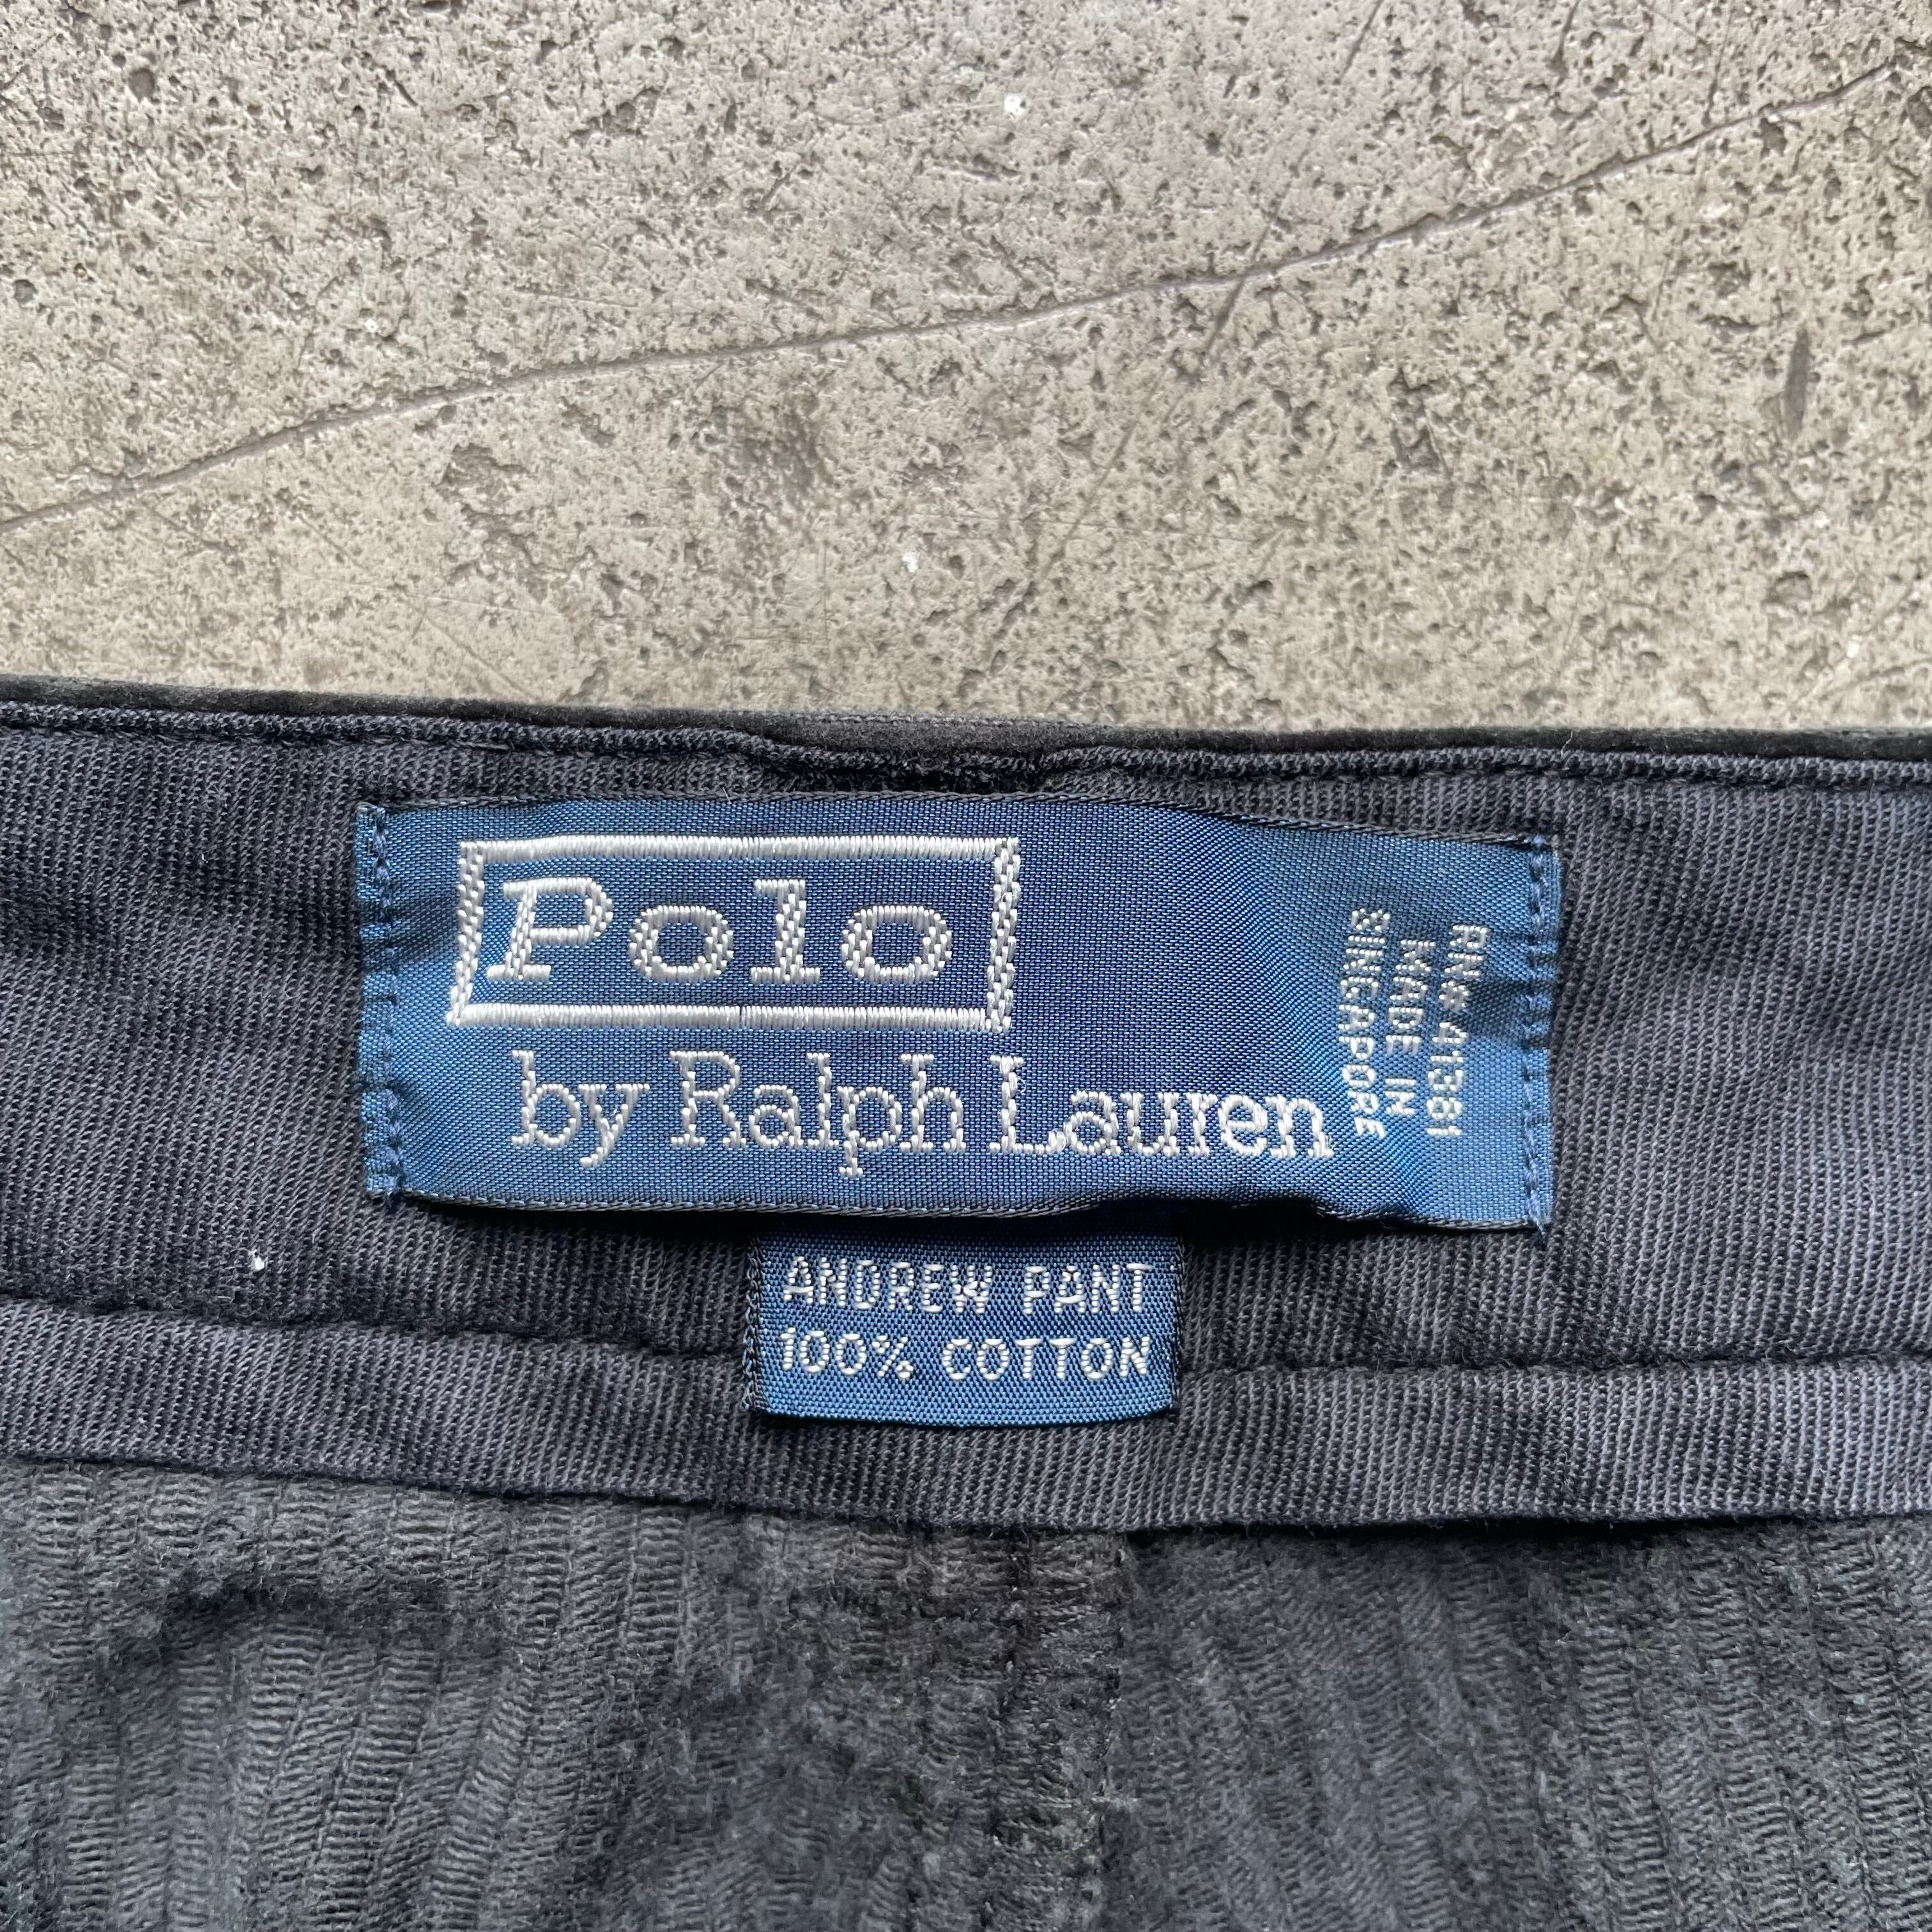 Polo
by Ralph Lauren
RN# 41381
MADE IN
SINGAPORE
ANDREW PANT
100% COTTON